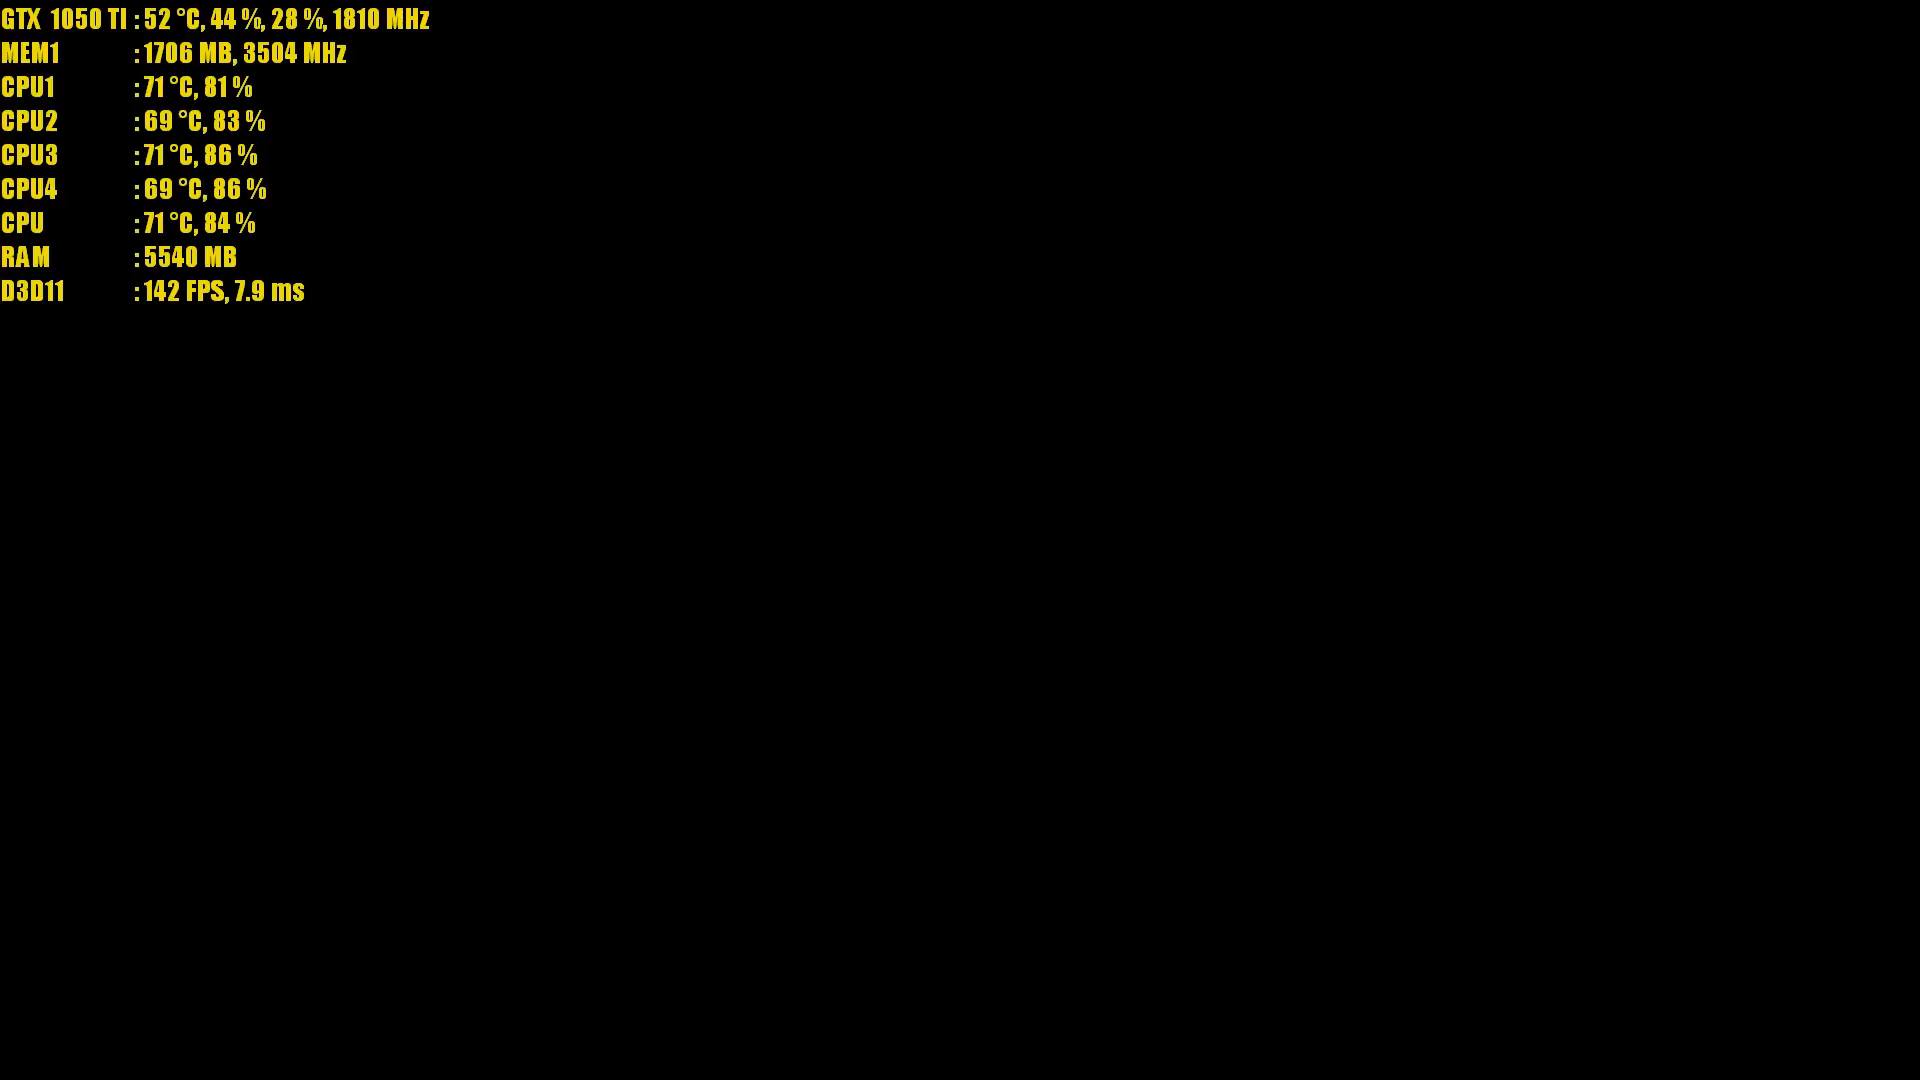 GTX 1050 TI : 52 °C, 44 %, 28 %, 1810 MHz
MEM1 : 1706 MB, 3504 MHz
CPU1 : 71 °C, 81 %
CPU2 : 69 °C, 83 %
CPU3 : 71 °C, 86 %
CPU4 : 69 °C, 86 %
CPU : 71 °C, 84 %
RAM : 5540 MB
D3D11 : 142 FPS, 7.9 ms